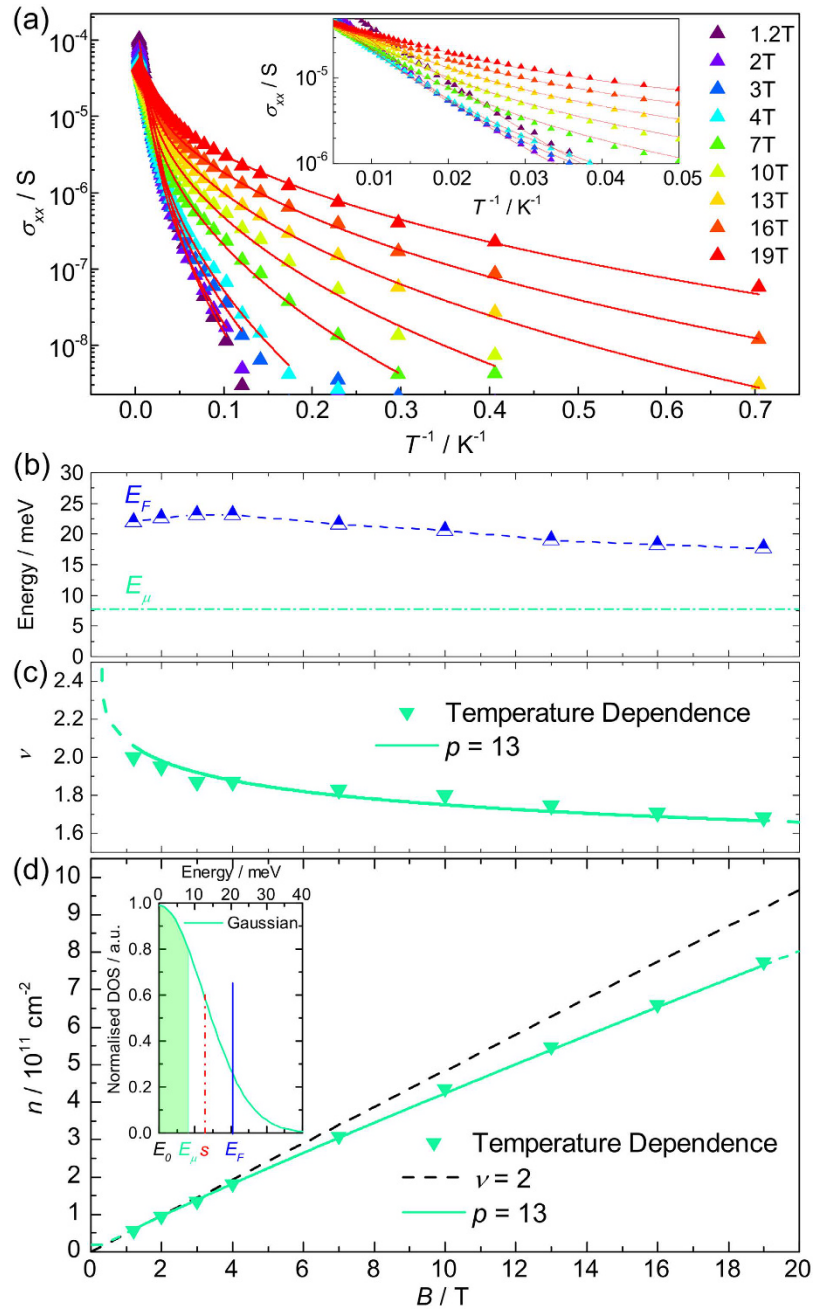 (a)
10⁻⁴
10⁻⁵
10⁻⁶
10⁻⁷
10⁻⁸
σxx / S
0.0 0.1 0.2 0.3 0.4 0.5 0.6 0.7
T⁻¹ / K⁻¹
10⁻⁵
10⁻⁶
σxx / S
0.01 0.02 0.03 0.04 0.05
T⁻¹ / K⁻¹
1.2T
2T
3T
4T
7T
10T
13T
16T
19T
(b)
30
25
20
15
10
5
0
Energy / meV
EF
Eμ
(c)
2.4
2.2
2.0
1.8
1.6
ν
Temperature Dependence
p = 13
(d)
10
9
8
7
6
5
4
3
2
1
0
n / 10¹¹ cm⁻²
Energy / meV
0 10 20 30 40
1.0
0.8
0.6
0.4
0.2
0.0
Normalised DOS / a.u.
Gaussian
E0 Eμ s EF
Temperature Dependence
ν = 2
p = 13
0 2 4 6 8 10 12 14 16 18 20
B / T